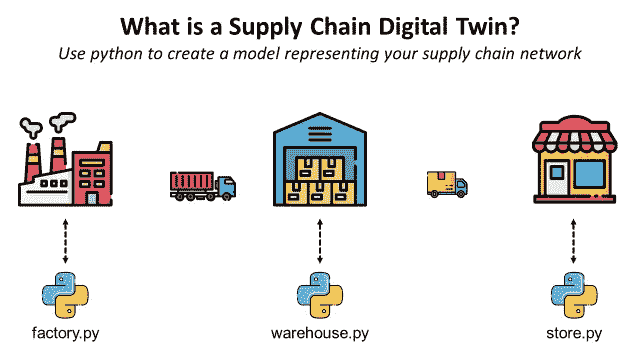 What is a Supply Chain Digital Twin?
Use python to create a model representing your supply chain network
factory.py
warehouse.py
store.py